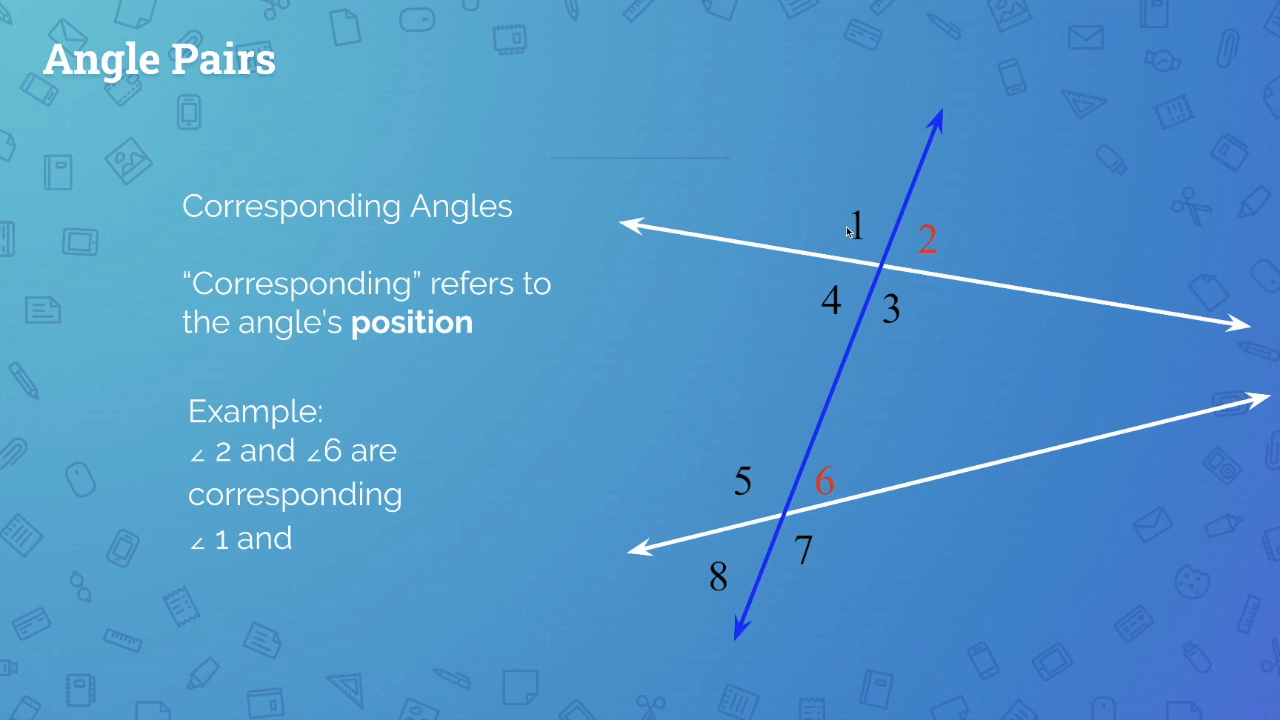 Angle Pairs
Corresponding Angles
“Corresponding” refers to
the angle’s position
Example:
∠ 2 and ∠6 are
corresponding
∠ 1 and
1
2
4
3
5
6
7
8